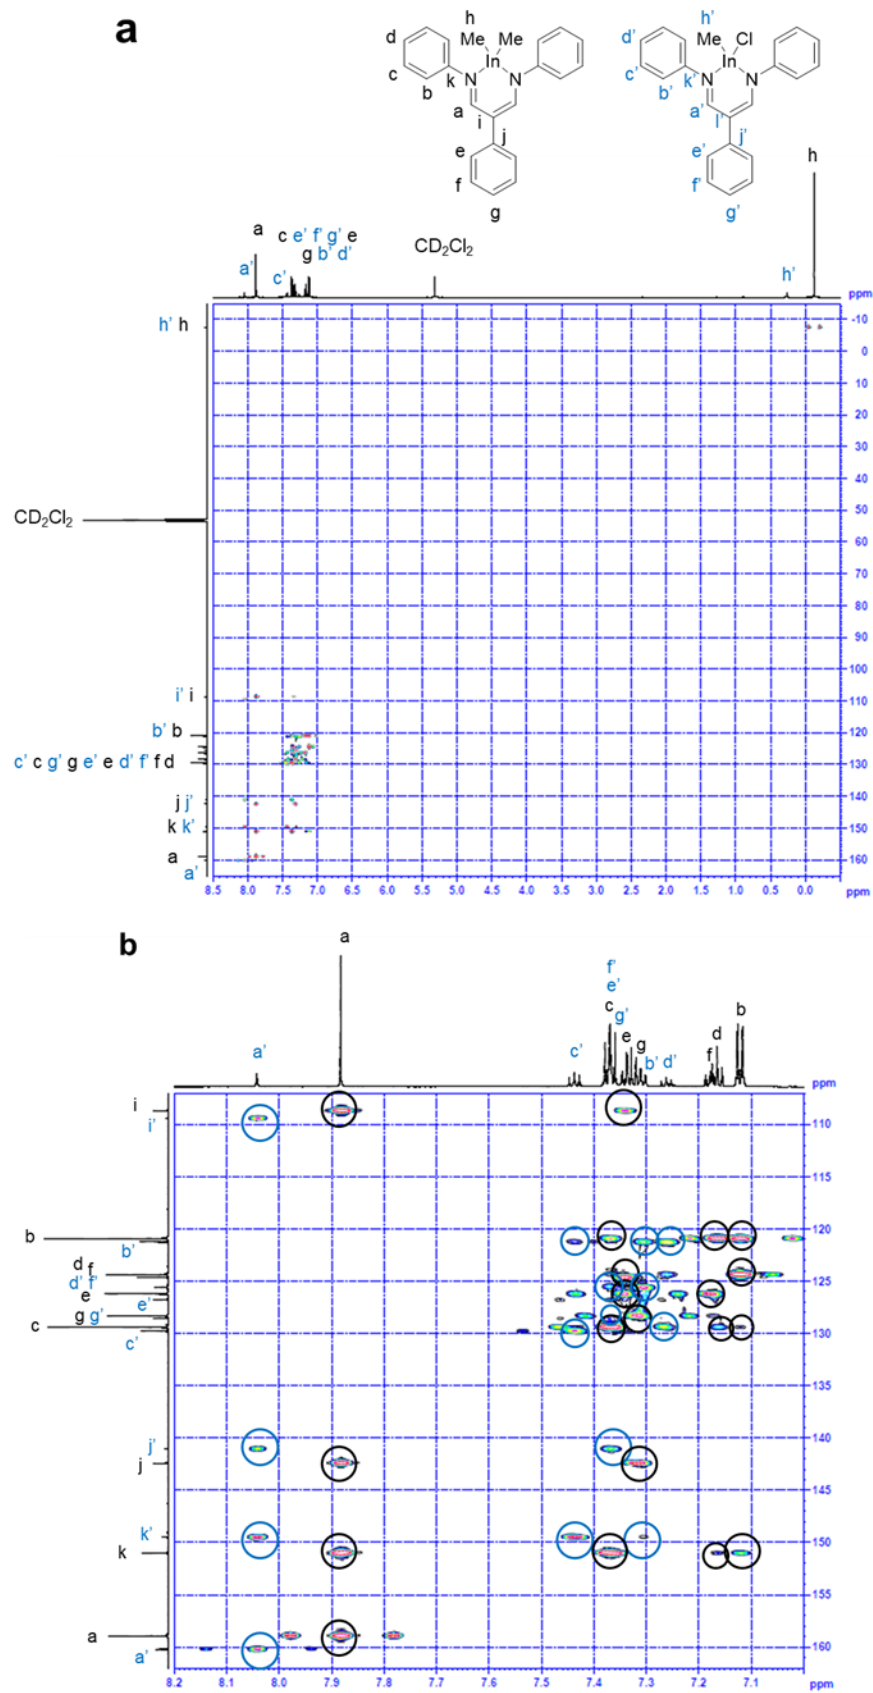 a
h
h'
d
Me Me
d'
Me Cl
In
In
c
k
N
N
c'
k'
N
N
b
b'
a
a'
i
l'
j
j'
e
e'
f
f'
g
g'
h
a
c e' f' g' e
CD2Cl2
a'
c'
g b' d'
h'
ppm
h' h
-10
0
10
20
30
40
CD2Cl2
50
60
70
80
90
100
i' i
110
b' b
120
c' c g' g e' e d' f' f d
130
j j'
140
k k'
150
a
160
a'
8.5 8.0 7.5 7.0 6.5 6.0 5.5 5.0 4.5 4.0 3.5 3.0 2.5 2.0 1.5 1.0 0.5 0.0 ppm
b
a
f'
e'
c
g'
b
e
d
a'
c'
g
f
b' d'
ppm
i
i'
110
115
b
120
b'
d f
d' f'
125
e
e'
g g'
c
130
c'
135
j'
140
j
145
k'
150
k
155
a
a'
160
8.2 8.1 8.0 7.9 7.8 7.7 7.6 7.5 7.4 7.3 7.2 7.1 ppm